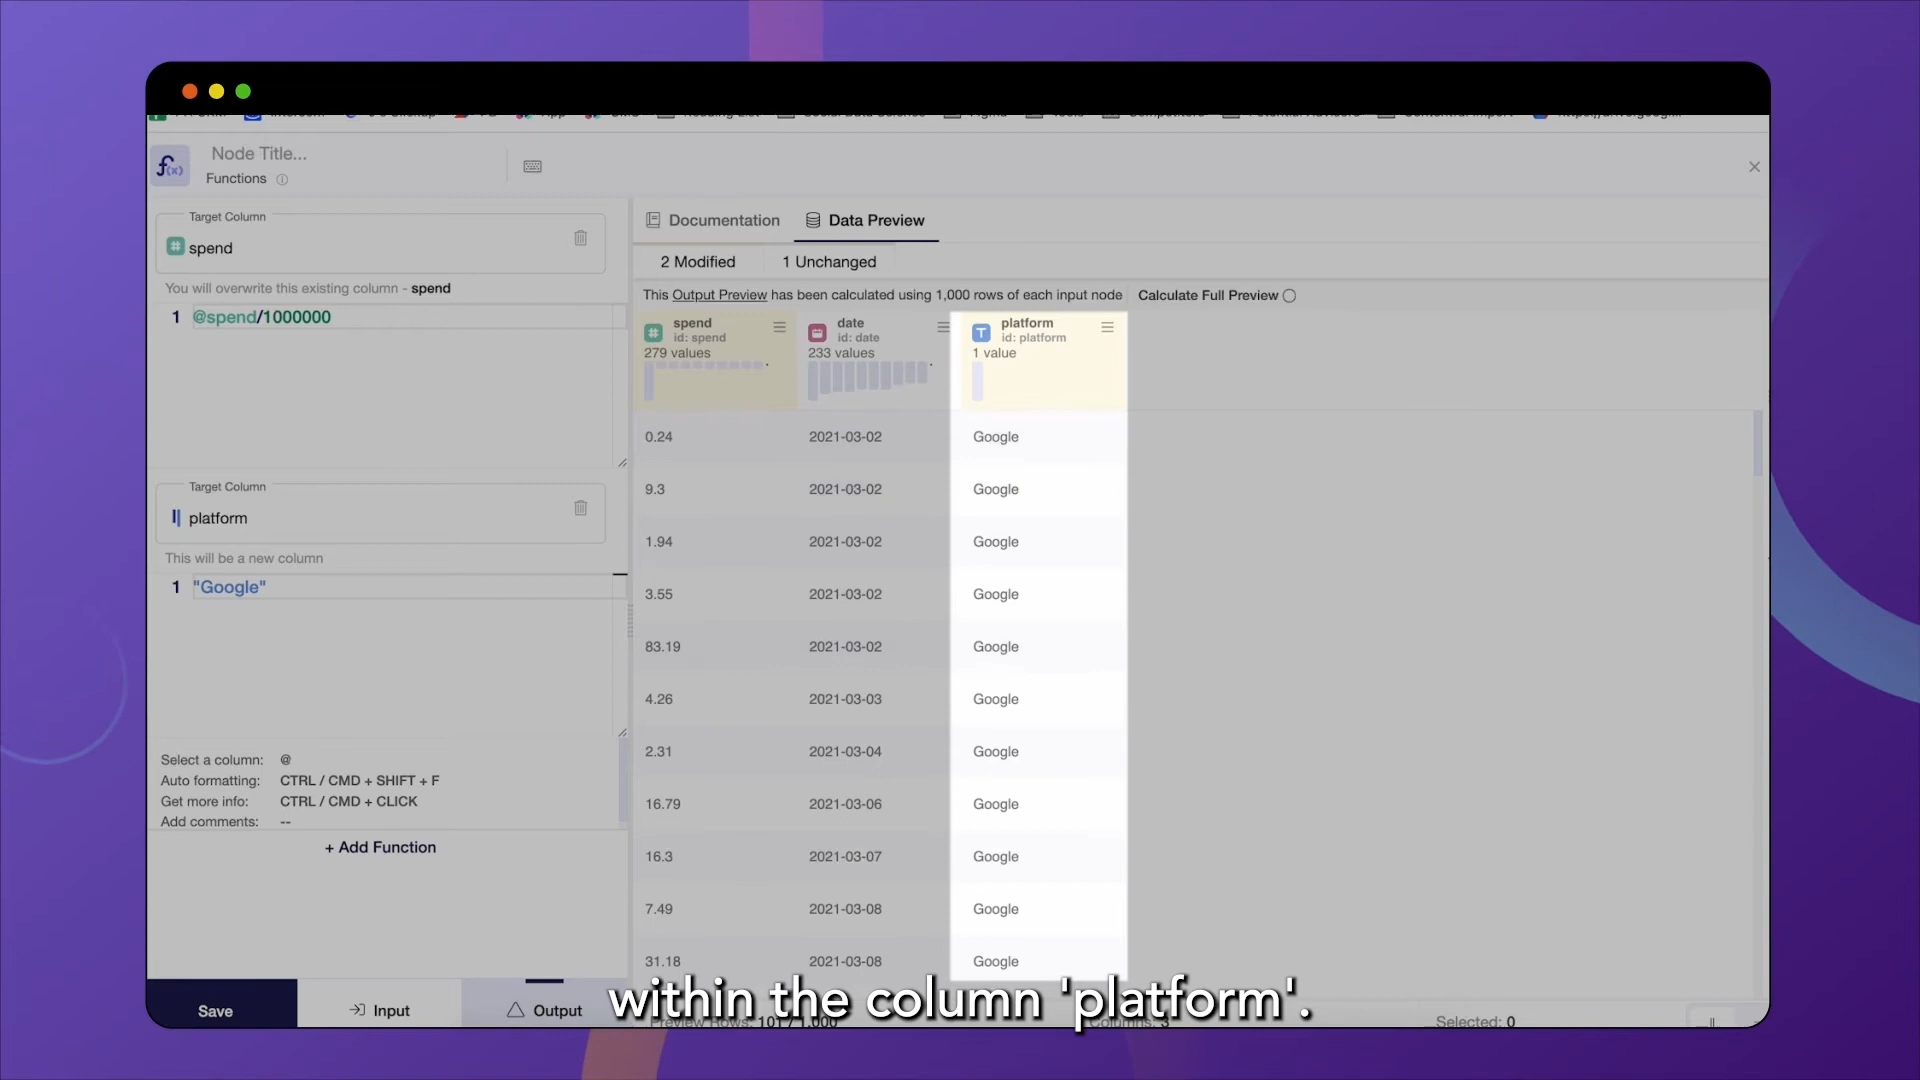 Node Title...
Functions
Target Column
spend
You will overwrite this existing column - spend
1 @spend/1000000
Target Column
platform
This will be a new column
1 "Google"
Select a column: @
Auto formatting: CTRL / CMD + SHIFT + F
Get more info: CTRL / CMD + CLICK
Add comments: --
+ Add Function
Save
Input
Output
Documentation
Data Preview
2 Modified
1 Unchanged
This Output Preview has been calculated using 1,000 rows of each input node
Calculate Full Preview
spend
id: spend
279 values
date
id: date
233 values
T platform
id: platform
1 value
0.24 2021-03-02 Google
9.3 2021-03-02 Google
1.94 2021-03-02 Google
3.55 2021-03-02 Google
83.19 2021-03-02 Google
4.26 2021-03-03 Google
2.31 2021-03-04 Google
16.79 2021-03-06 Google
16.3 2021-03-07 Google
7.49 2021-03-08 Google
31.18 2021-03-08 Google
within the column 'platform'.
Preview Rows: 101 / 1,000
Columns: 3
Selected: 0